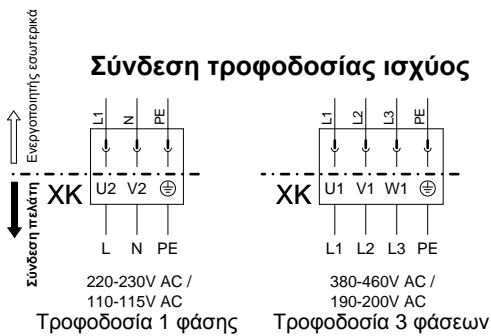 Σύνδεση τροφοδοσίας ισχύος
Ενεργοποιητής εσωτερικά
Σύνδεση πελάτη
L1 N PE
XK U2 V2
L N PE
220-230V AC /
110-115V AC
Τροφοδοσία 1 φάσης
L1 L2 L3 PE
XK U1 V1 W1
L1 L2 L3 PE
380-460V AC /
190-200V AC
Τροφοδοσία 3 φάσεων